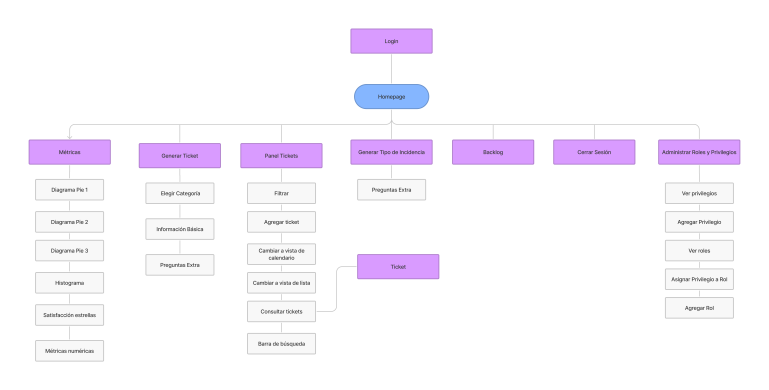 Login
Homepage
Métricas
Generar Ticket
Panel Tickets
Generar Tipo de Incidencia
Backlog
Cerrar Sesión
Administrar Roles y Privilegios
Diagrama Pie 1
Diagrama Pie 2
Diagrama Pie 3
Histograma
Satisfacción estrellas
Métricas numéricas
Elegir Categoría
Información Básica
Preguntas Extra
Filtrar
Agregar ticket
Cambiar a vista de
calendario
Cambiar a vista de lista
Consultar tickets
Barra de búsqueda
Ticket
Preguntas Extra
Ver privilegios
Agregar Privilegio
Ver roles
Asignar Privilegio a Rol
Agregar Rol